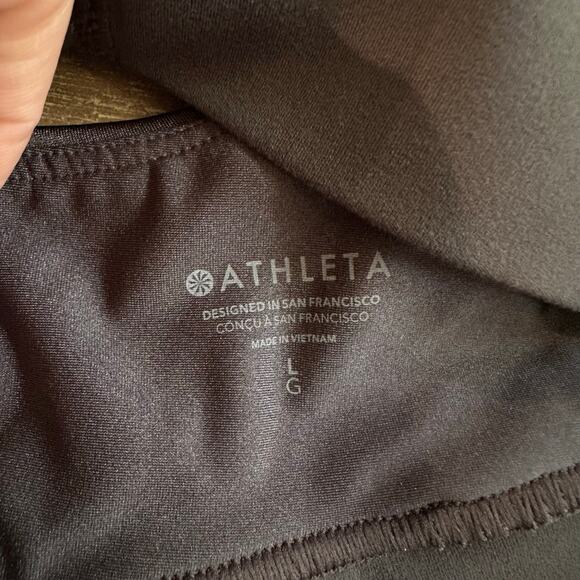 ATHLETA
DESIGNED IN SAN FRANCISCO
CONÇU À SAN FRANCISCO
MADE IN VIETNAM
L
G